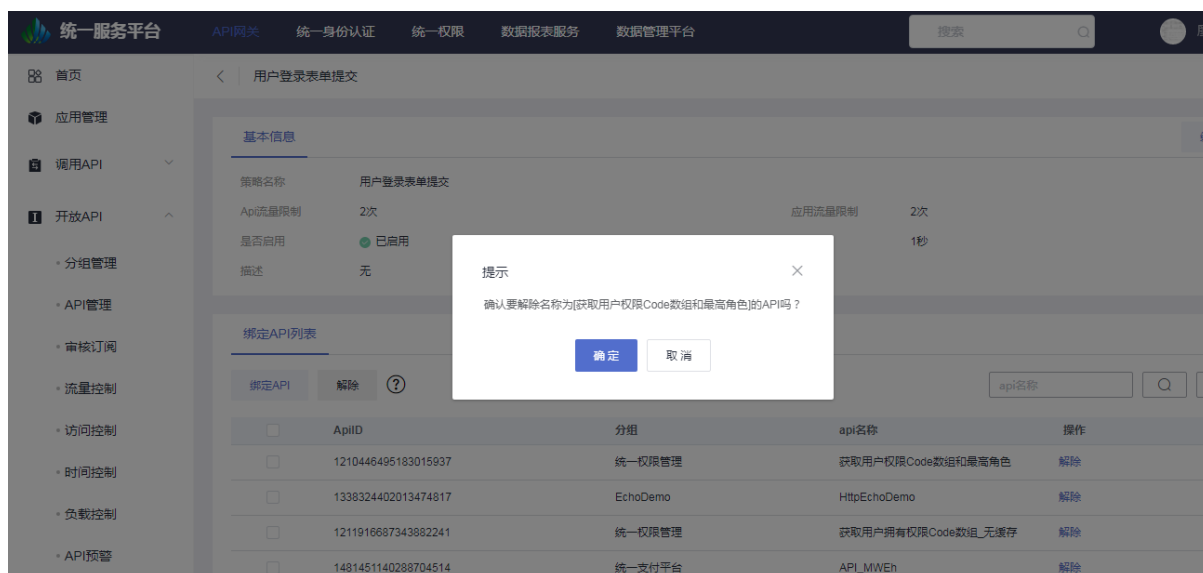 统一服务平台 API网关 统一身份认证 统一权限 数据报表服务 数据管理平台 搜索
首页
用户登录表单提交
应用管理
基本信息
调用API
策略名称 用户登录表单提交
开放API
Api流量限制 2次 应用流量限制 2次
是否启用 已启用 1秒
分组管理
描述 无
提示
API管理
确认要解除名称为[获取用户权限Code数组和最高角色]的API吗？
绑定API列表
审核订阅
确定 取消
流量控制
绑定API 解除 api名称
访问控制
ApiID 分组 api名称 操作
1210446495183015937 统一权限管理 获取用户权限Code数组和最高角色 解除
时间控制
1338324402013474817 EchoDemo HttpEchoDemo 解除
负载控制
1211916687343882241 统一权限管理 获取用户拥有权限Code数组_无缓存 解除
API预警
1481451140288704514 统一支付平台 API_MWEh 解除